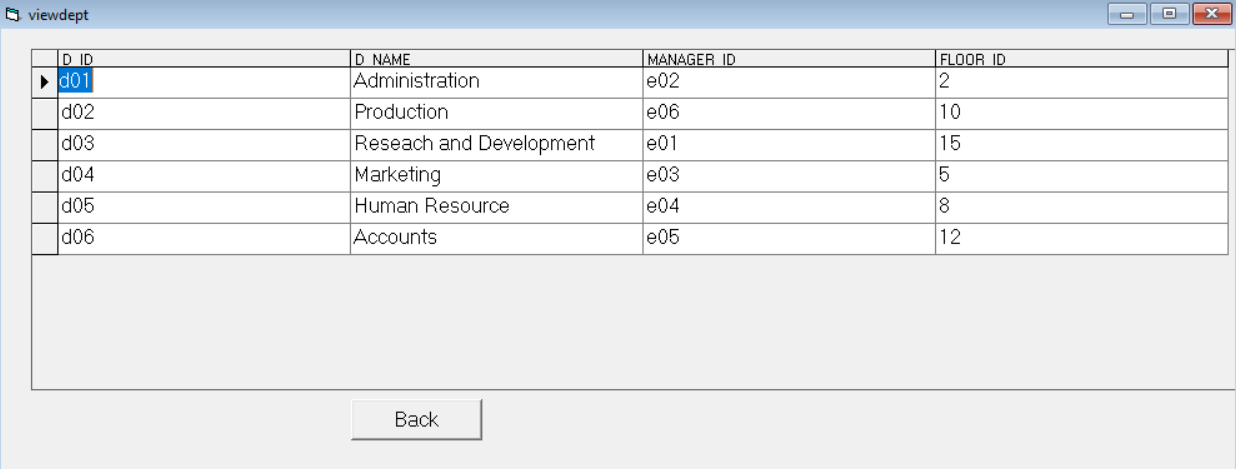 viewdept
D_ID D_NAME MANAGER_ID FLOOR_ID
d01 Administration e02 2
d02 Production e06 10
d03 Reseach and Development e01 15
d04 Marketing e03 5
d05 Human Resource e04 8
d06 Accounts e05 12
Back